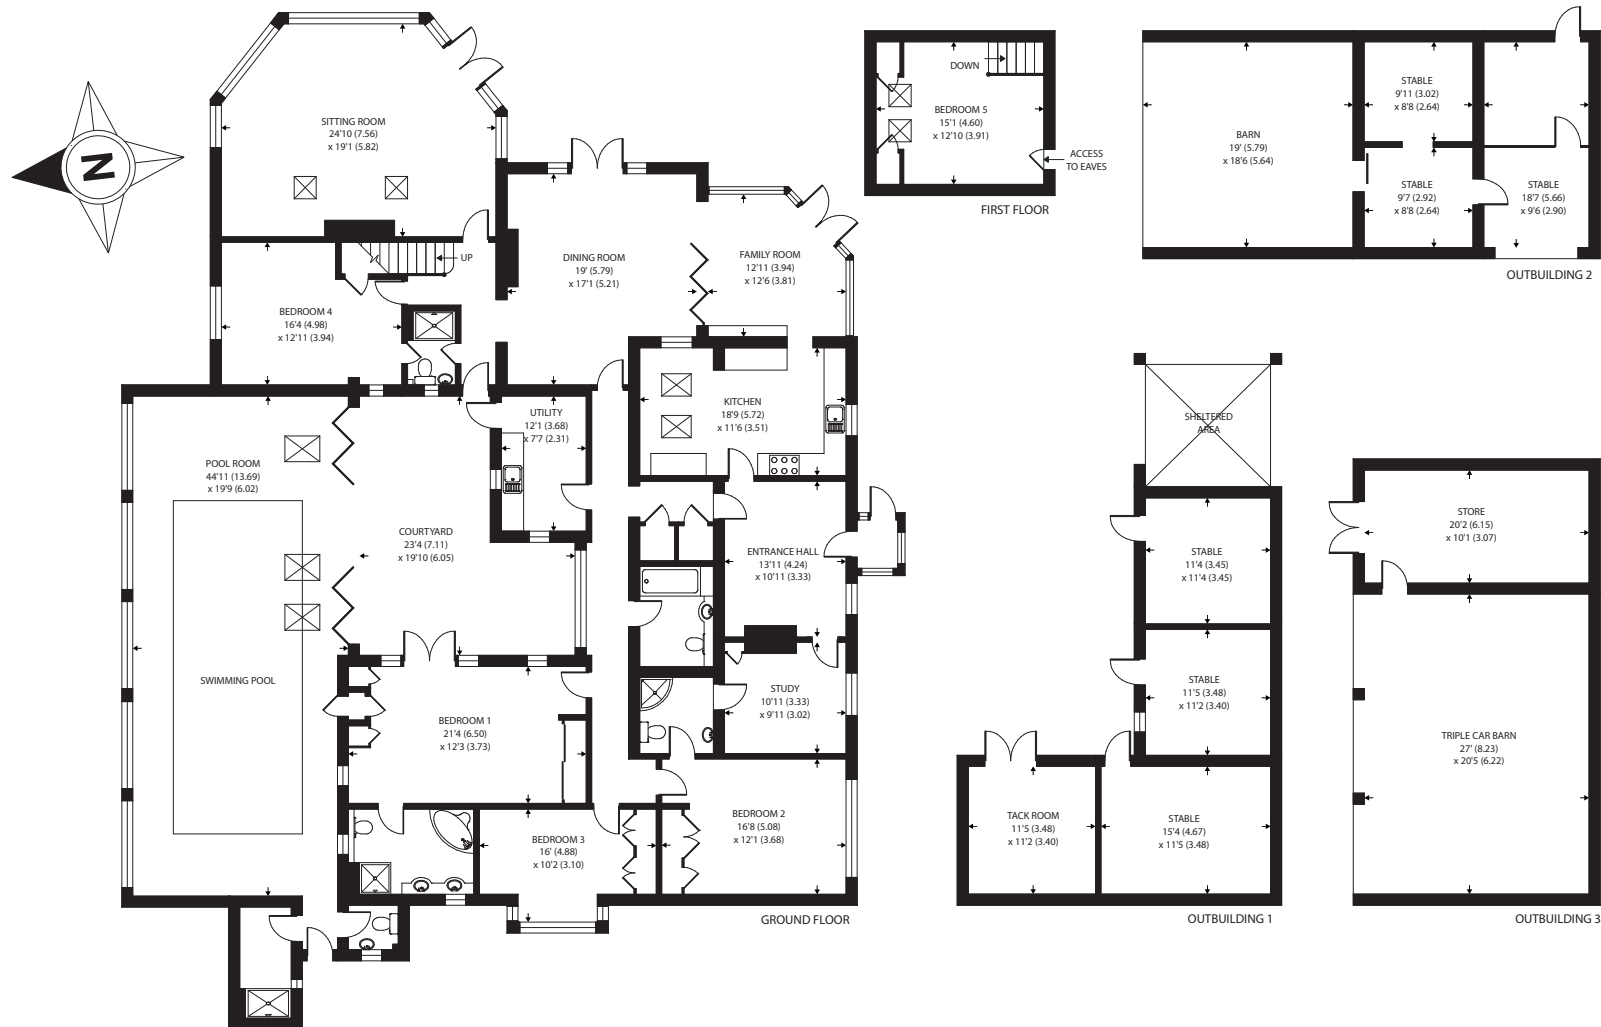 SITTING ROOM
24'10 (7.56)
x 19'1 (5.82)
N
UP
BEDROOM 4
16'4 (4.98)
x 12'11 (3.94)
DINING ROOM
19' (5.79)
x 17'1 (5.21)
FAMILY ROOM
12'11 (3.94)
x 12'6 (3.81)
KITCHEN
18'9 (5.72)
x 11'6 (3.51)
UTILITY
12'1 (3.68)
x 7'7 (2.31)
POOL ROOM
44'11 (13.69)
x 19'9 (6.02)
SWIMMING POOL
COURTYARD
23'4 (7.11)
x 19'10 (6.05)
ENTRANCE HALL
13'11 (4.24)
x 10'11 (3.33)
STUDY
10'11 (3.33)
x 9'11 (3.02)
BEDROOM 1
21'4 (6.50)
x 12'3 (3.73)
BEDROOM 2
16'8 (5.08)
x 12'1 (3.68)
BEDROOM 3
16' (4.88)
x 10'2 (3.10)
GROUND FLOOR
DOWN
BEDROOM 5
15'1 (4.60)
x 12'10 (3.91)
ACCESS
TO EAVES
FIRST FLOOR
BARN
19' (5.79)
x 18'6 (5.64)
STABLE
9'11 (3.02)
x 8'8 (2.64)
STABLE
9'7 (2.92)
x 8'8 (2.64)
STABLE
18'7 (5.66)
x 9'6 (2.90)
OUTBUILDING 2
SHELTERED
AREA
STABLE
11'4 (3.45)
x 11'4 (3.45)
STABLE
11'5 (3.48)
x 11'2 (3.40)
TACK ROOM
11'5 (3.48)
x 11'2 (3.40)
STABLE
15'4 (4.67)
x 11'5 (3.48)
OUTBUILDING 1
STORE
20'2 (6.15)
x 10'1 (3.07)
TRIPLE CAR BARN
27' (8.23)
x 20'5 (6.22)
OUTBUILDING 3